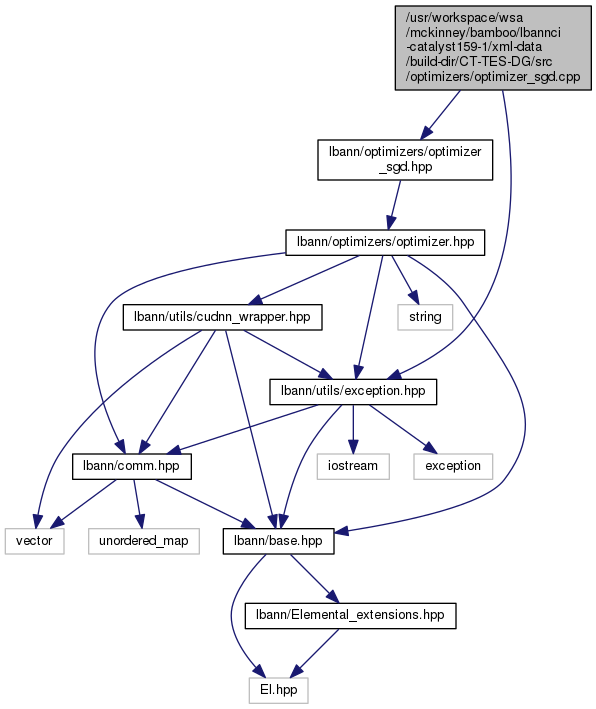 /usr/workspace/wsa
/mckinney/bamboo/lbannci
-catalyst159-1/xml-data
/build-dir/CT-TES-DG/src
/optimizers/optimizer_sgd.cpp
lbann/optimizers/optimizer
_sgd.hpp
lbann/optimizers/optimizer.hpp
lbann/utils/cudnn_wrapper.hpp
string
lbann/utils/exception.hpp
lbann/comm.hpp
iostream
exception
vector
unordered_map
lbann/base.hpp
lbann/Elemental_extensions.hpp
El.hpp